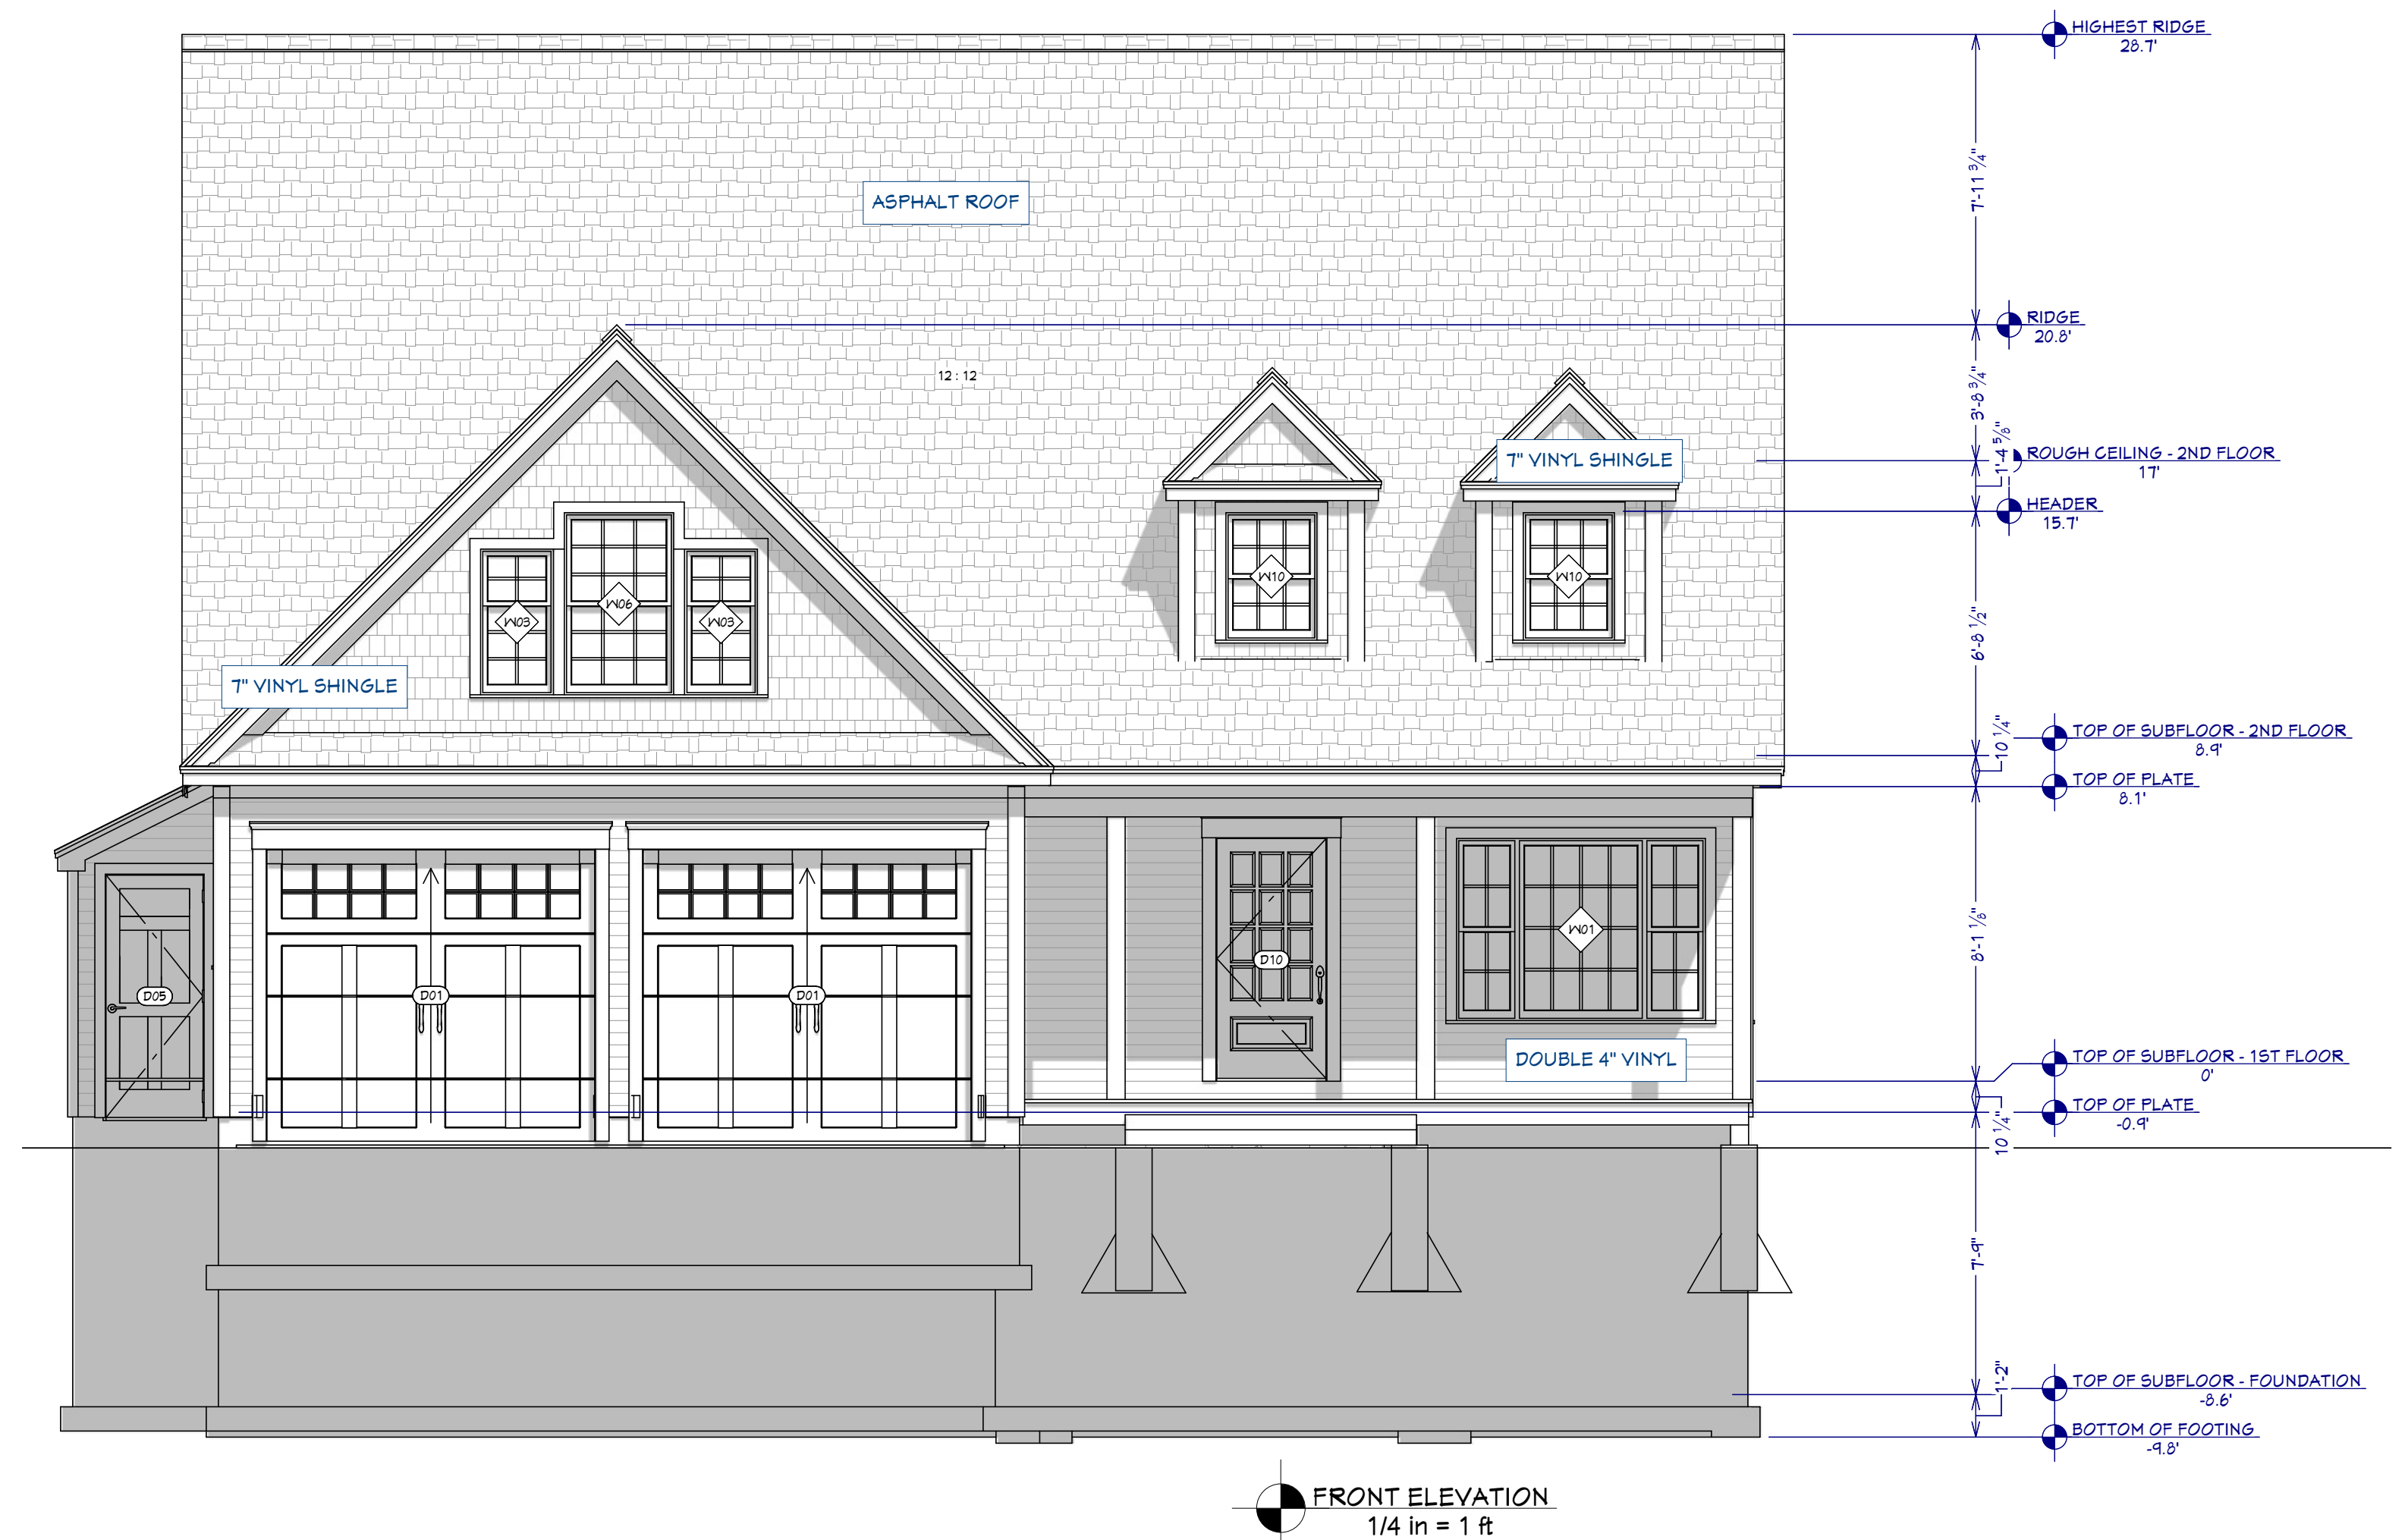 HIGHEST RIDGE
28.7'
7'-11 3/4"
ASPHALT ROOF
RIDGE
20.8'
12 : 12
3'-8 3/4"
1'-4 5/8"
7" VINYL SHINGLE
ROUGH CEILING - 2ND FLOOR
17'
HEADER
15.7'
W10
W10
W06
W03
W03
6'-8 1/2"
7" VINYL SHINGLE
10 1/4"
TOP OF SUBFLOOR - 2ND FLOOR
8.9'
TOP OF PLATE
8.1'
W01
8'-1 1/8"
D10
D05
D01
D01
DOUBLE 4" VINYL
TOP OF SUBFLOOR - 1ST FLOOR
0'
TOP OF PLATE
-0.9'
10 1/4"
7'-9"
1'-2"
TOP OF SUBFLOOR - FOUNDATION
-8.6'
BOTTOM OF FOOTING
-9.8'
FRONT ELEVATION
1/4 in = 1 ft